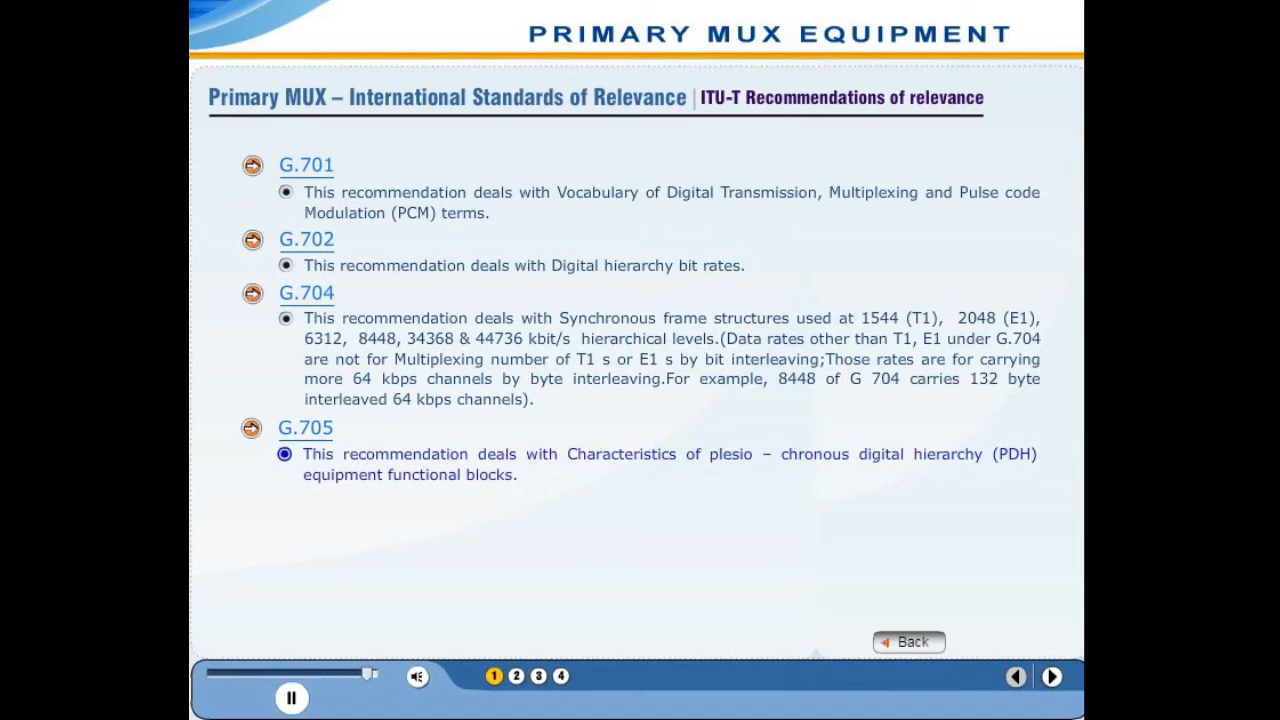 PRIMARY MUX EQUIPMENT
Primary MUX – International Standards of Relevance | ITU-T Recommendations of relevance
G.701
This recommendation deals with Vocabulary of Digital Transmission, Multiplexing and Pulse code
Modulation (PCM) terms.
G.702
This recommendation deals with Digital hierarchy bit rates.
G.704
This recommendation deals with Synchronous frame structures used at 1544 (T1), 2048 (E1),
6312, 8448, 34368 & 44736 kbit/s hierarchical levels.(Data rates other than T1, E1 under G.704
are not for Multiplexing number of T1 s or E1 s by bit interleaving;Those rates are for carrying
more 64 kbps channels by byte interleaving.For example, 8448 of G 704 carries 132 byte
interleaved 64 kbps channels).
G.705
This recommendation deals with Characteristics of plesio – chronous digital hierarchy (PDH)
equipment functional blocks.
Back
1 2 3 4